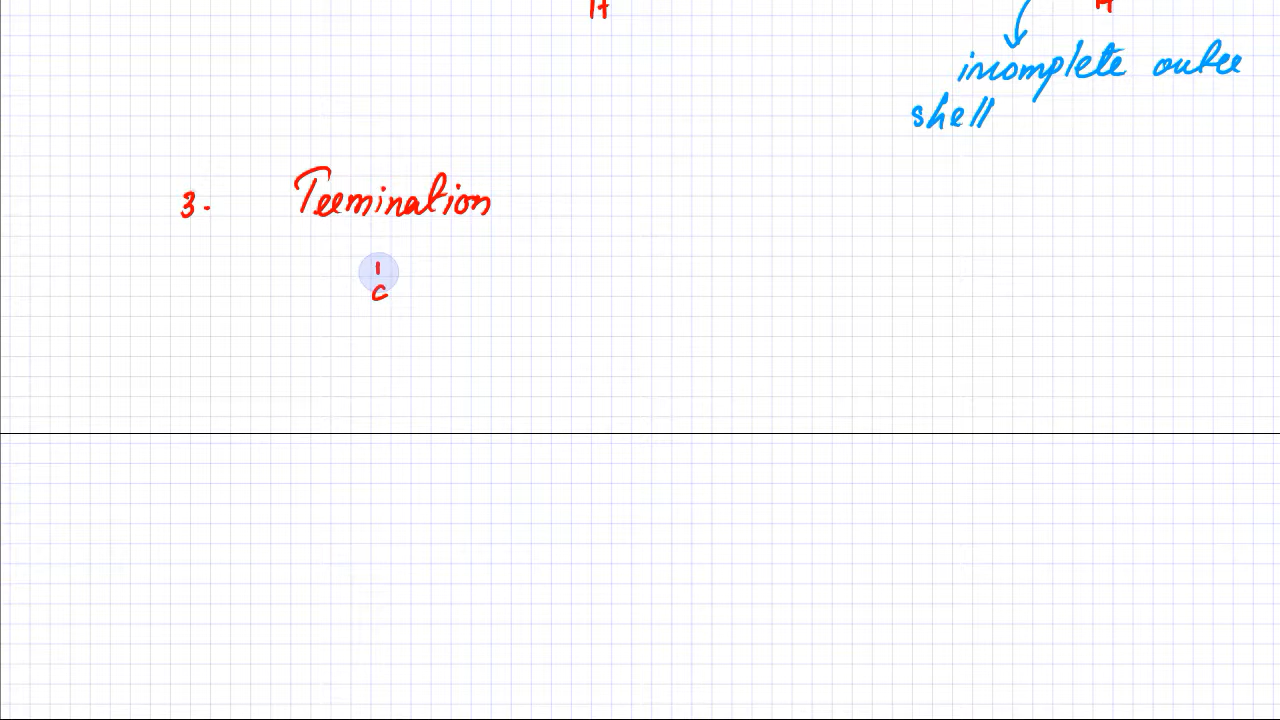 H H
incomplete outer
shell
3. Termination
C